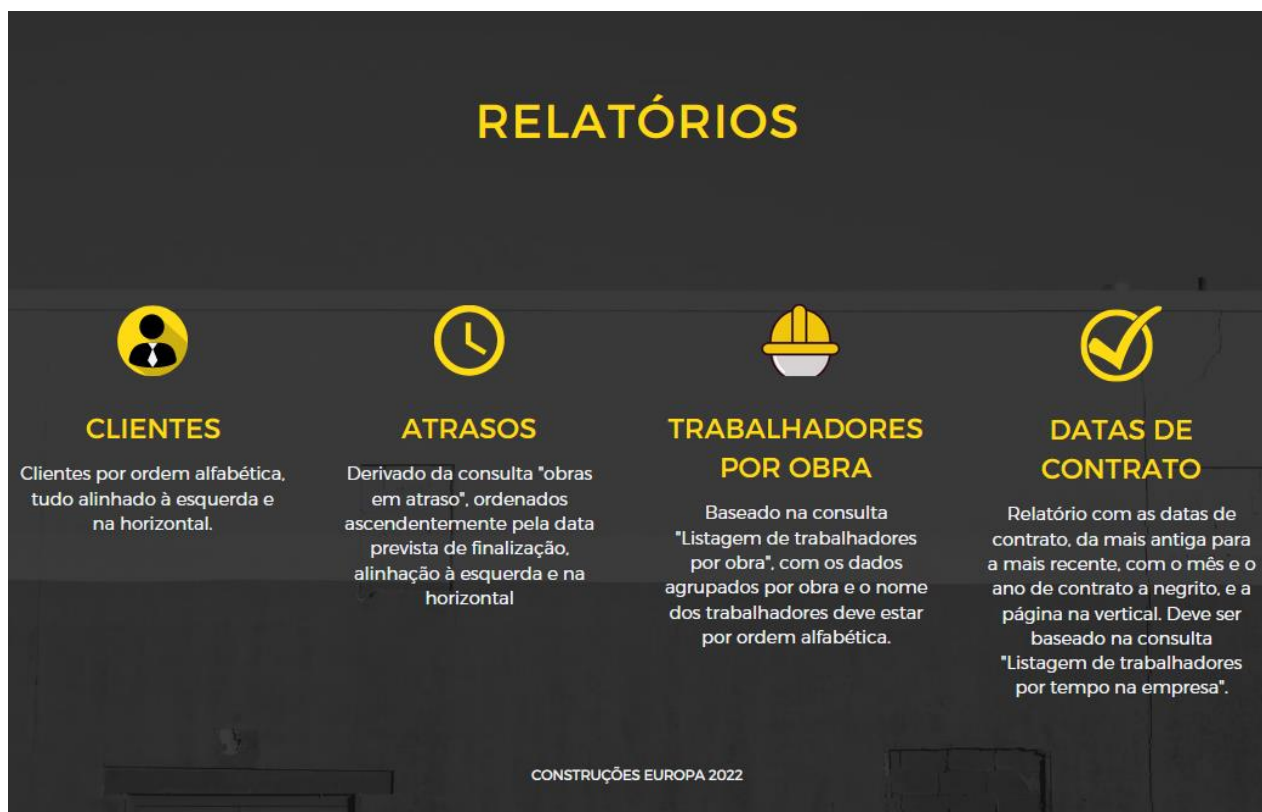 RELATÓRIOS
CLIENTES
Clientes por ordem alfabética,
tudo alinhado à esquerda e
na horizontal.
ATRASOS
Derivado da consulta "obras
em atraso", ordenados
ascendentemente pela data
prevista de finalização,
alinhação à esquerda e na
horizontal
TRABALHADORES
POR OBRA
Baseado na consulta
"Listagem de trabalhadores
por obra", com os dados
agrupados por obra e o nome
dos trabalhadores deve estar
por ordem alfabética.
DATAS DE
CONTRATO
Relatório com as datas de
contrato, da mais antiga para
a mais recente, com o mês e o
ano de contrato a negrito, e a
página na vertical. Deve ser
baseado na consulta
"Listagem de trabalhadores
por tempo na empresa".
CONSTRUÇÕES EUROPA 2022